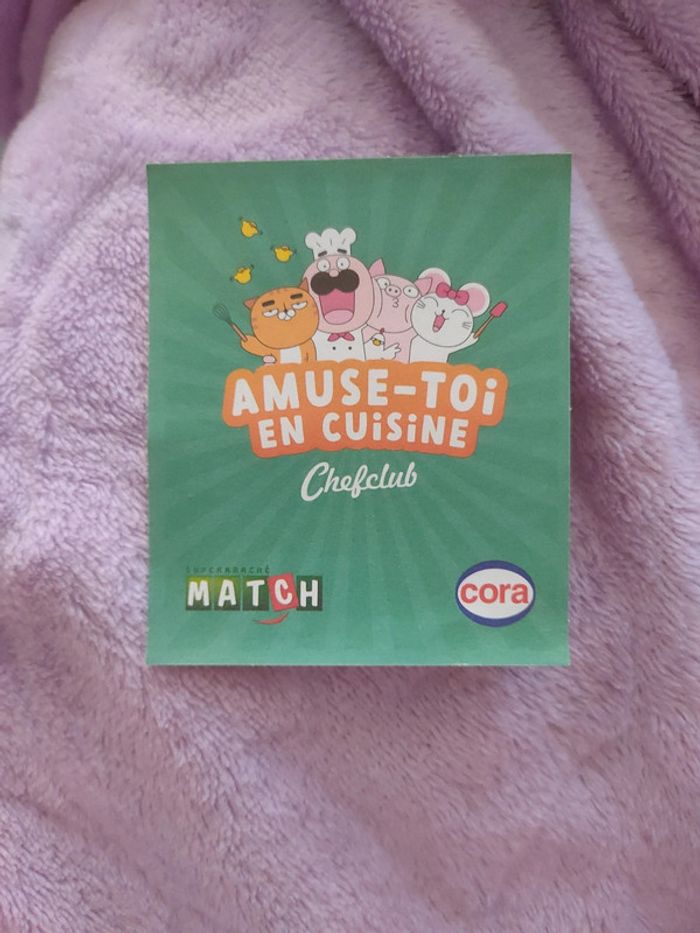 AMUSE-TOi
EN CUiSiNE
Chefclub
SUPERMARCHÉ
MATCH
cora